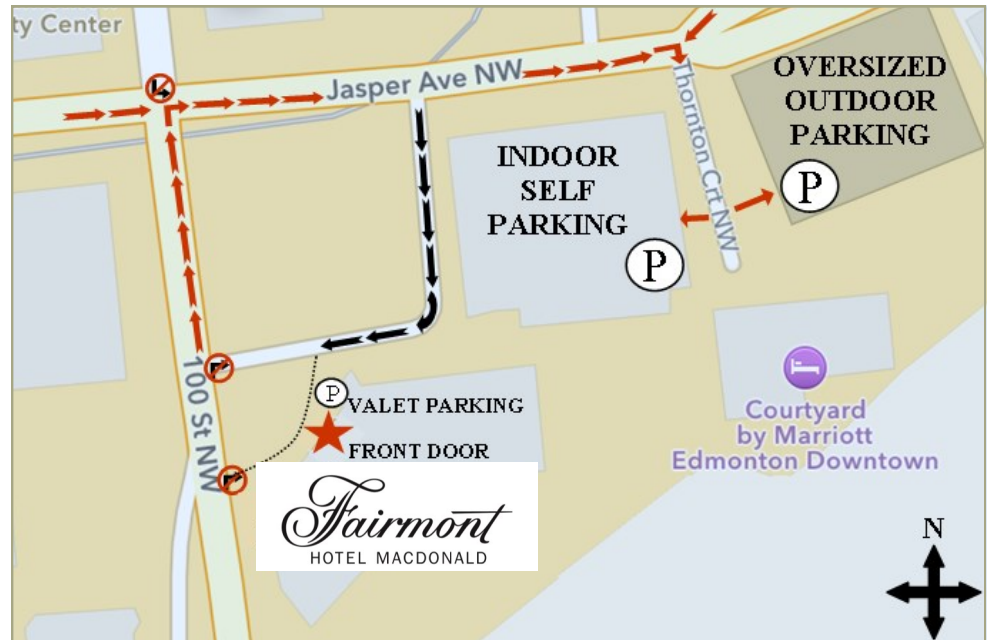 ty Center
Jasper Ave NW
Thornton Crt NW
OVERSIZED
OUTDOOR
PARKING
P
INDOOR
SELF
PARKING
P
100 St NW
P
VALET PARKING
FRONT DOOR
Fairmont
HOTEL MACDONALD
Courtyard
by Marriott
Edmonton Downtown
N